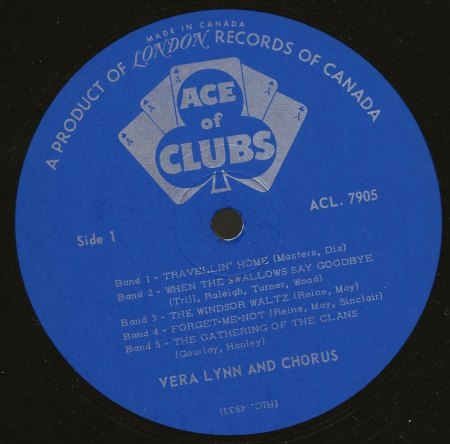 MADE IN CANADA
A PRODUCT OF LONDON RECORDS OF CANADA
A A A A
ACE
of
CLUBS
ACL. 7905
Side 1
Band 1 - TRAVELLIN' HOME (Masters, Dix)
Band 2 - WHEN THE SWALLOWS SAY GOODBYE
(Trill, Raleigh, Turner, Wood)
Band 3 - THE WINDSOR WALTZ (Reine, May)
Band 4 - FORGET-ME-NOT (Reine, May, Sinclair)
Band 5 - THE GATHERING OF THE CLANS
(Gourlay, Hanley)
VERA LYNN AND CHORUS
(RIC. 4933)